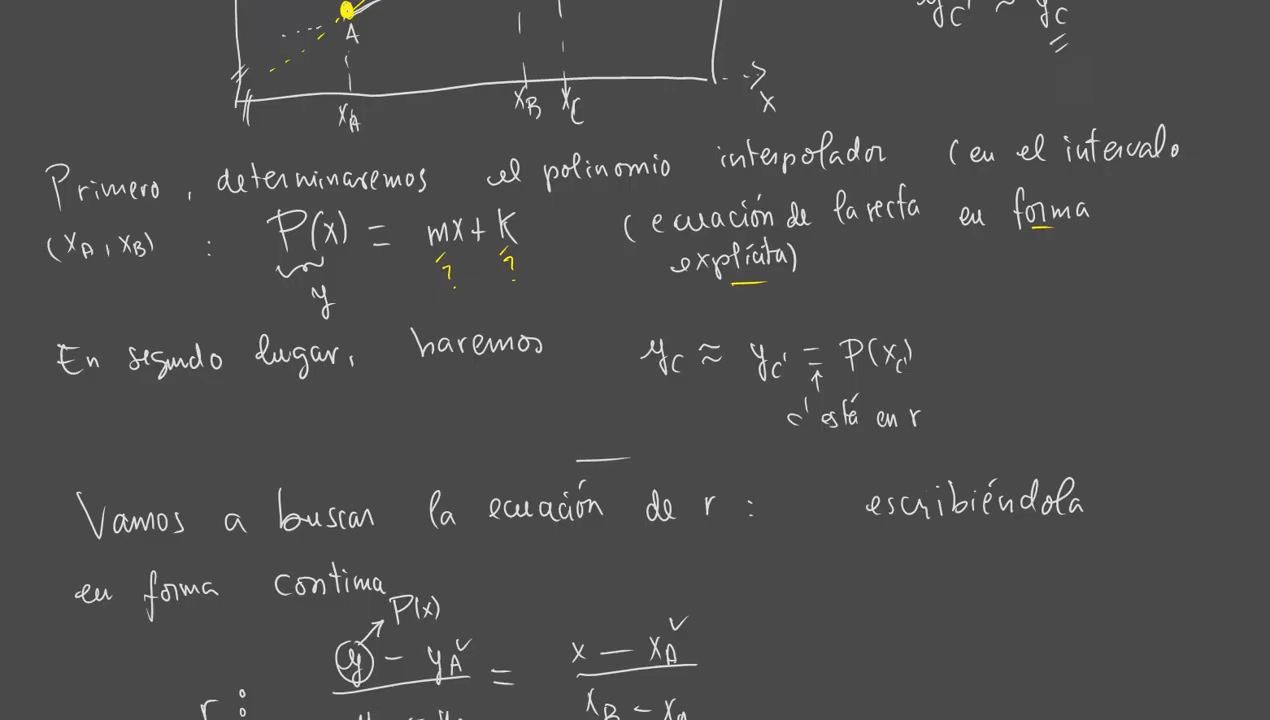 y_C' ≈ y_C
A
x_A x_B x_C x
Primero, determinaremos el polinomio interpolador (en el intervalo
(x_A, x_B) : P(x) = mx + K (ecuación de la recta en forma
? ? explícita)
y
En segundo lugar, haremos y_C ≈ y_C' = P(x_C')
c' está en r
Vamos a buscar la ecuación de r : escribiéndola
en forma continua
P(x)
y - y_A = x - x_A
r : x_B - x_A